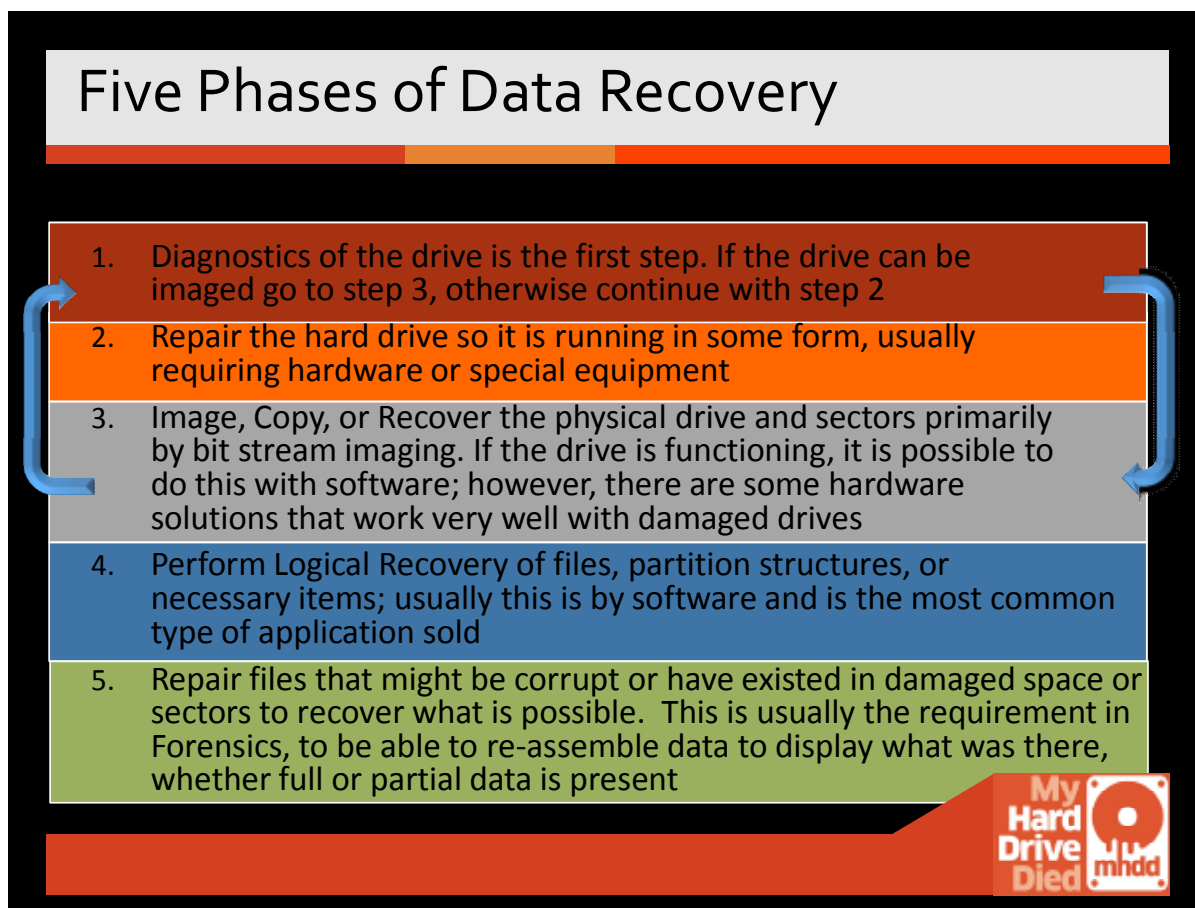 Five Phases of Data Recovery
1. Diagnostics of the drive is the first step. If the drive can be
imaged go to step 3, otherwise continue with step 2
2. Repair the hard drive so it is running in some form, usually
requiring hardware or special equipment
3. Image, Copy, or Recover the physical drive and sectors primarily
by bit stream imaging. If the drive is functioning, it is possible to
do this with software; however, there are some hardware
solutions that work very well with damaged drives
4. Perform Logical Recovery of files, partition structures, or
necessary items; usually this is by software and is the most common
type of application sold
5. Repair files that might be corrupt or have existed in damaged space or
sectors to recover what is possible.  This is usually the requirement in
Forensics, to be able to re-assemble data to display what was there,
whether full or partial data is present
My
Hard
Drive
Died
mhdd